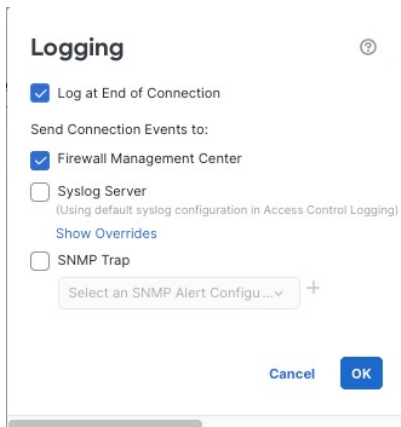 Logging
Log at End of Connection
Send Connection Events to:
Firewall Management Center
Syslog Server
(Using default syslog configuration in Access Control Logging)
Show Overrides
SNMP Trap
Select an SNMP Alert Configu ...
Cancel OK